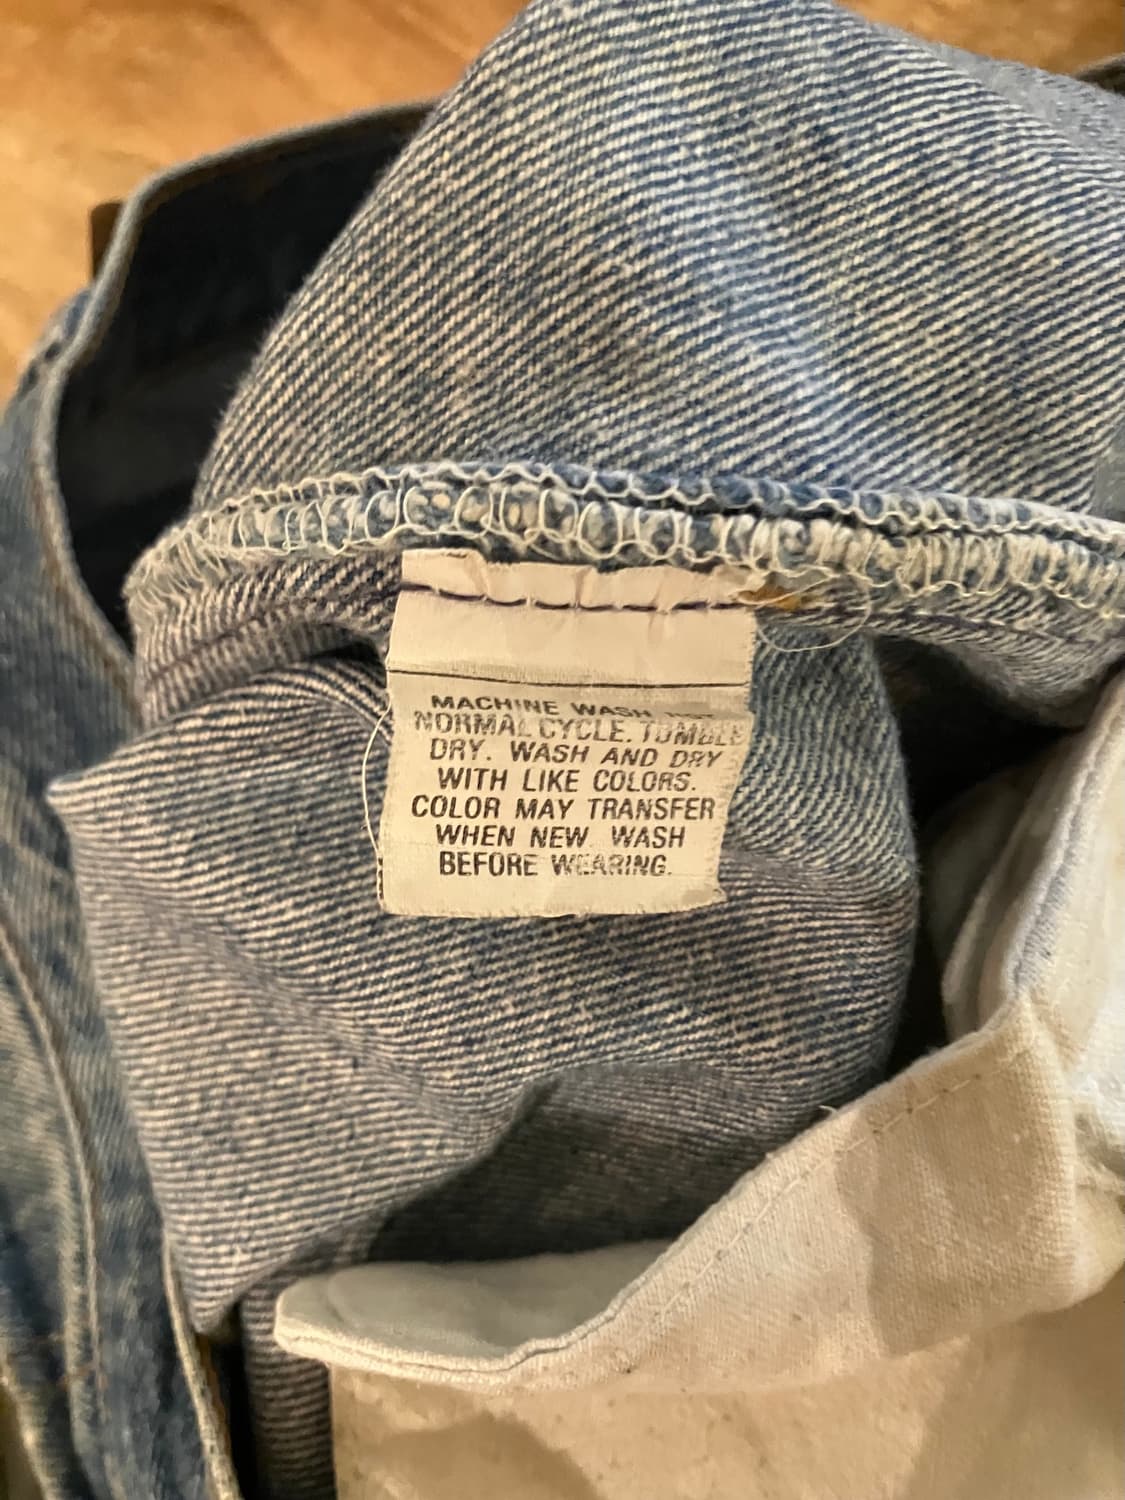 MACHINE WASH HOT
NORMAL CYCLE. TUMBLE
DRY. WASH AND DRY
WITH LIKE COLORS.
COLOR MAY TRANSFER
WHEN NEW. WASH
BEFORE WEARING.